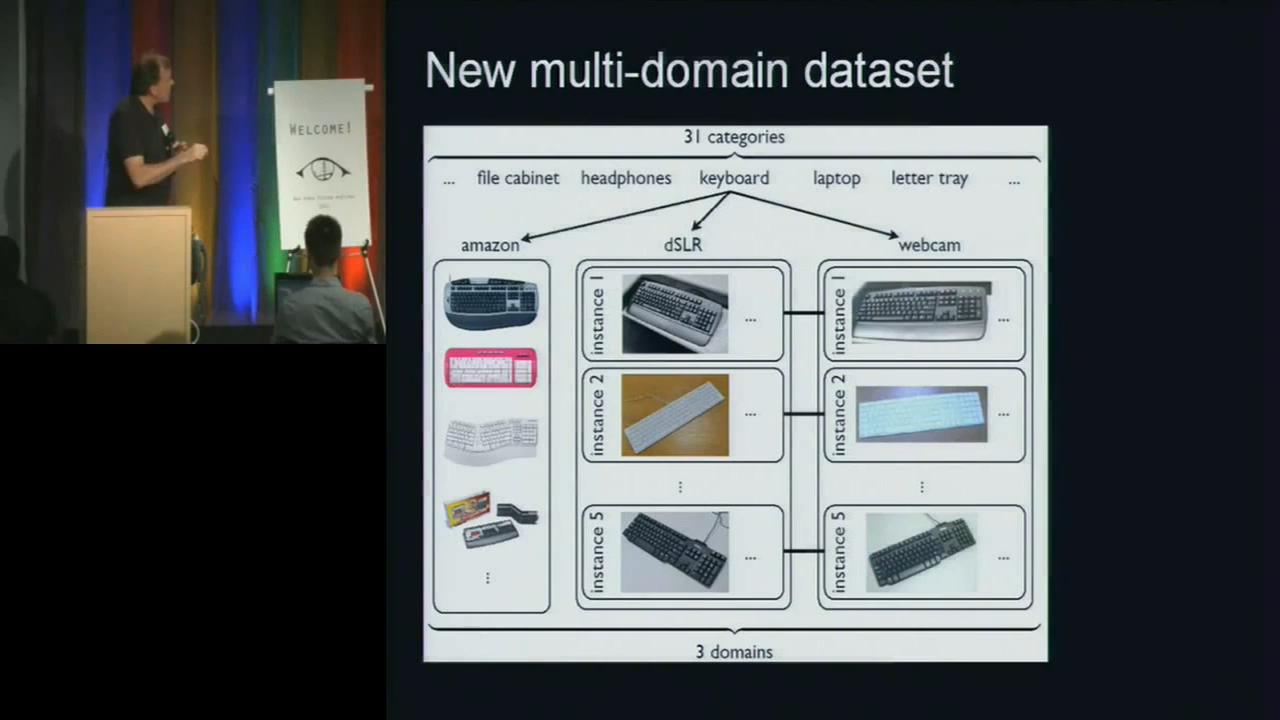 New multi-domain dataset
WELCOME!
31 categories
... file cabinet headphones keyboard laptop letter tray ...
amazon dSLR webcam
instance 1 ... instance 1 ...
instance 2 ... instance 2 ...
instance 5 ... instance 5 ...
3 domains